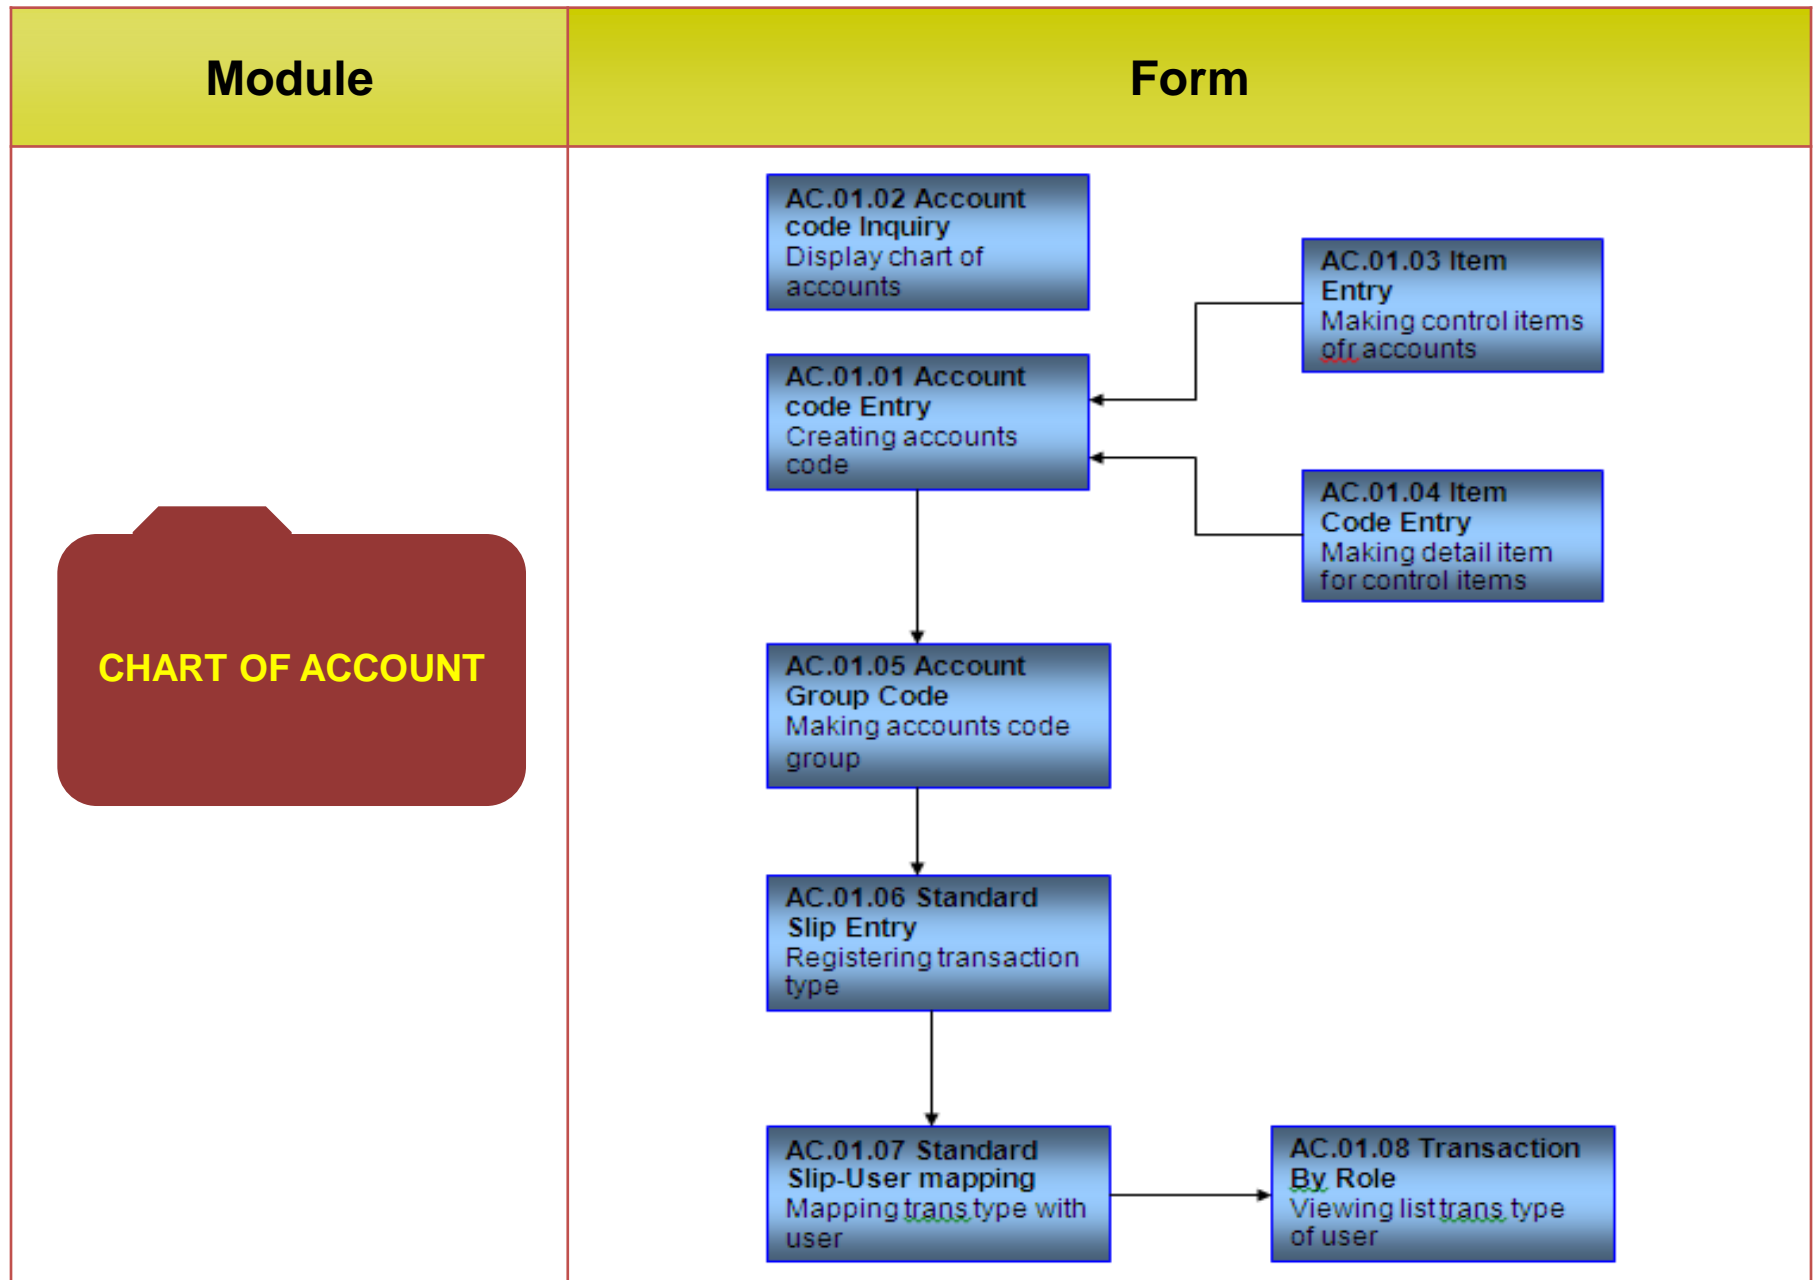 Module
Form
CHART OF ACCOUNT
AC.01.02 Account
code Inquiry
Display chart of
accounts
AC.01.03 Item
Entry
Making control items
ofr accounts
AC.01.01 Account
code Entry
Creating accounts
code
AC.01.04 Item
Code Entry
Making detail item
for control items
AC.01.05 Account
Group Code
Making accounts code
group
AC.01.06 Standard
Slip Entry
Registering transaction
type
AC.01.07 Standard
Slip-User mapping
Mapping trans type with
user
AC.01.08 Transaction
By Role
Viewing list trans type
of user